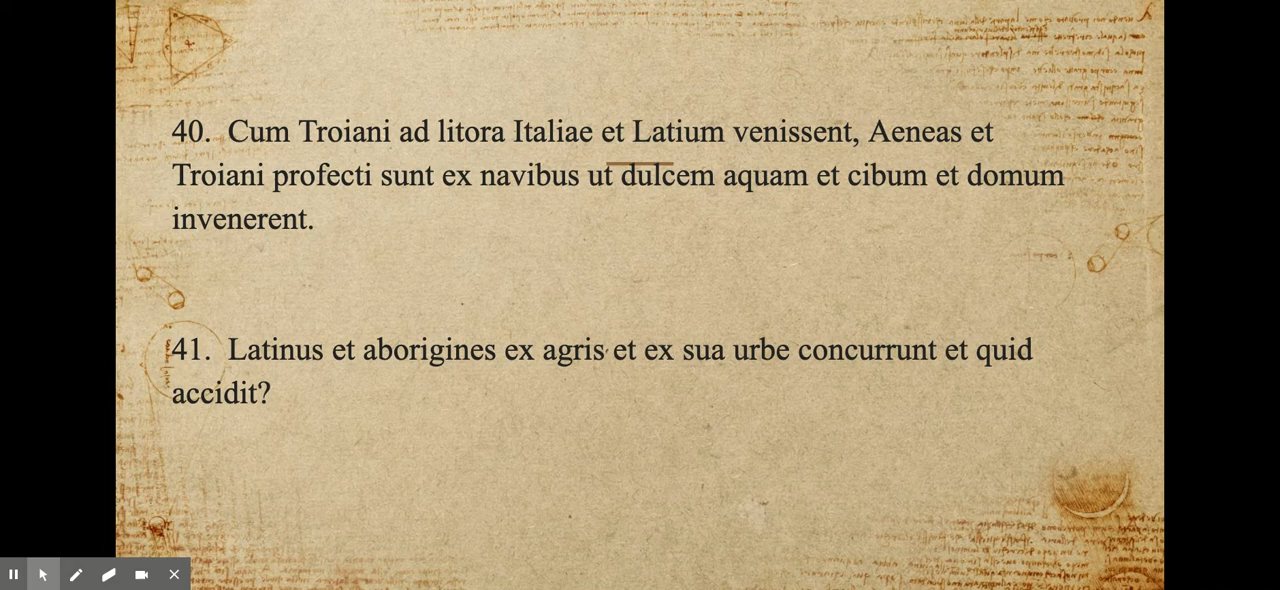 40. Cum Troiani ad litora Italiae et Latium venissent, Aeneas et
Troiani profecti sunt ex navibus ut dulcem aquam et cibum et domum
invenerent.
41. Latinus et aborigines ex agris et ex sua urbe concurrunt et quid
accidit?